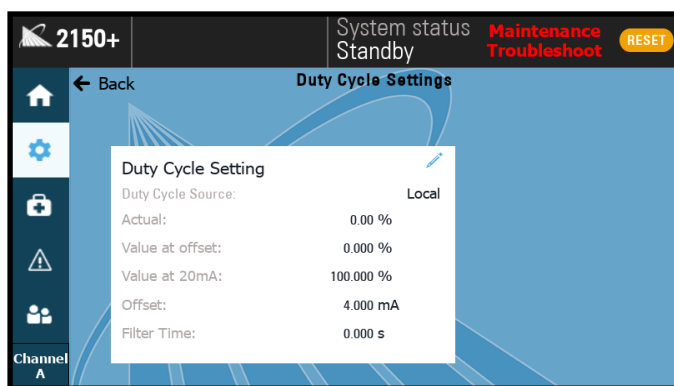 2150+
System status
Standby
Maintenance
Troubleshoot
RESET
← Back
Duty Cycle Settings
Duty Cycle Setting
Duty Cycle Source: Local
Actual: 0.00 %
Value at offset: 0.000 %
Value at 20mA: 100.000 %
Offset: 4.000 mA
Filter Time: 0.000 s
Channel
A